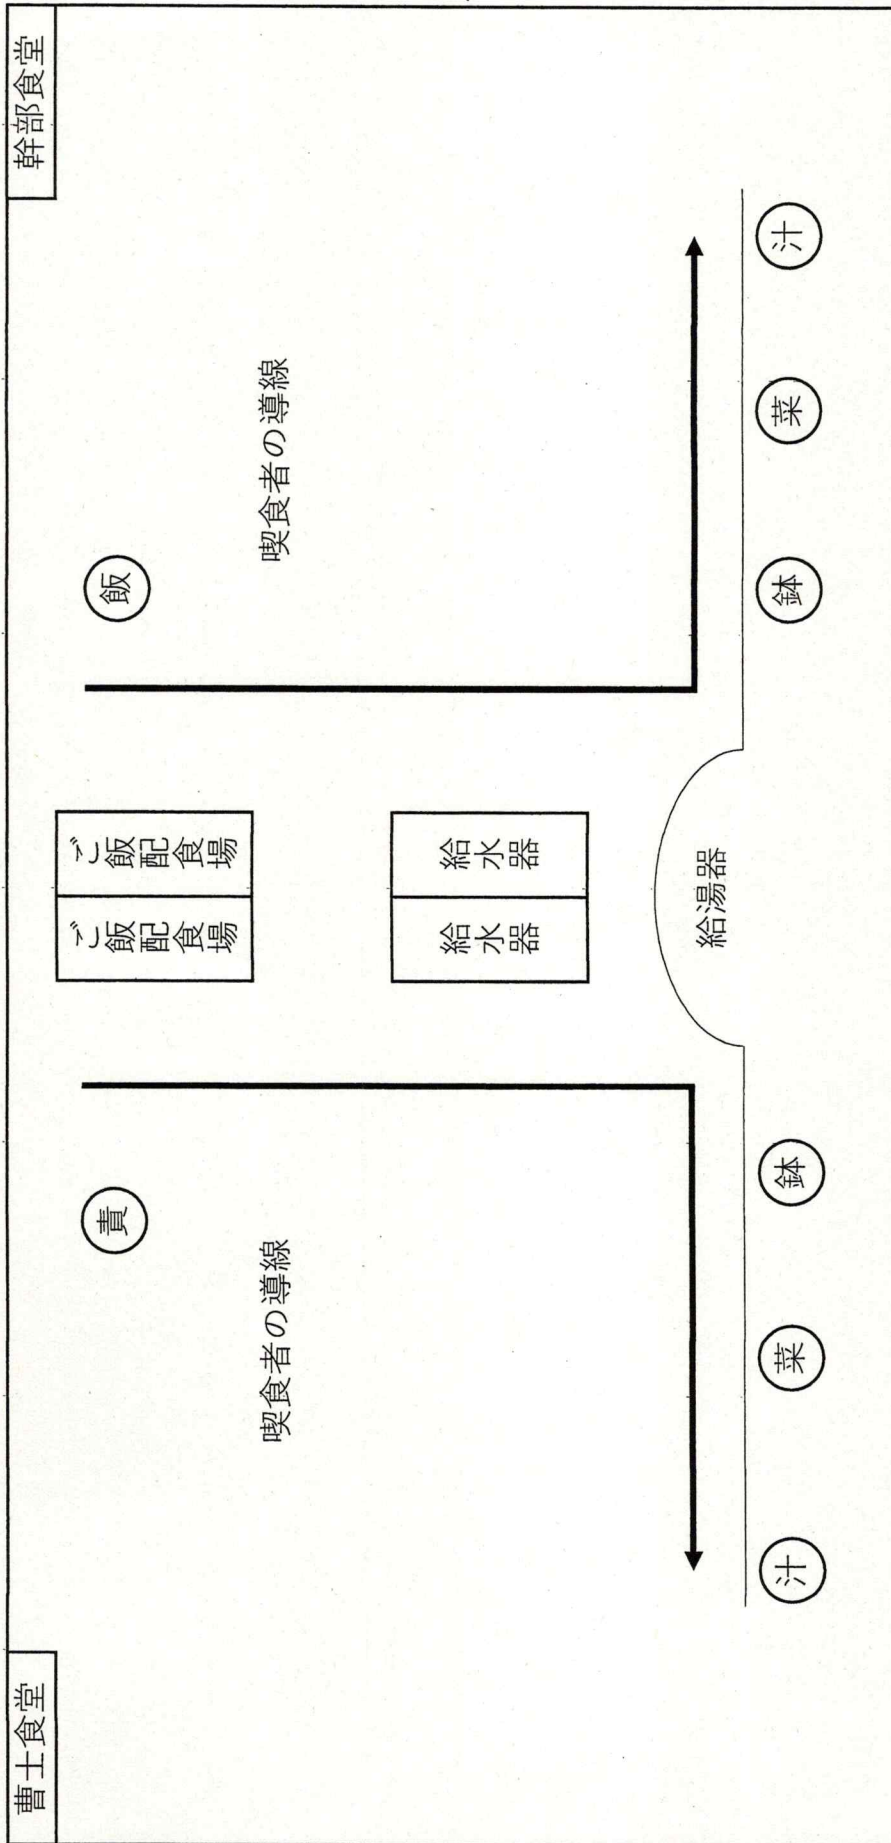 曹士食堂
幹部食堂
責
飯
喫食者の導線
喫食者の導線
ご飯配食場
ご飯配食場
給水器
給水器
給湯器
汁
菜
鉢
鉢
菜
汁